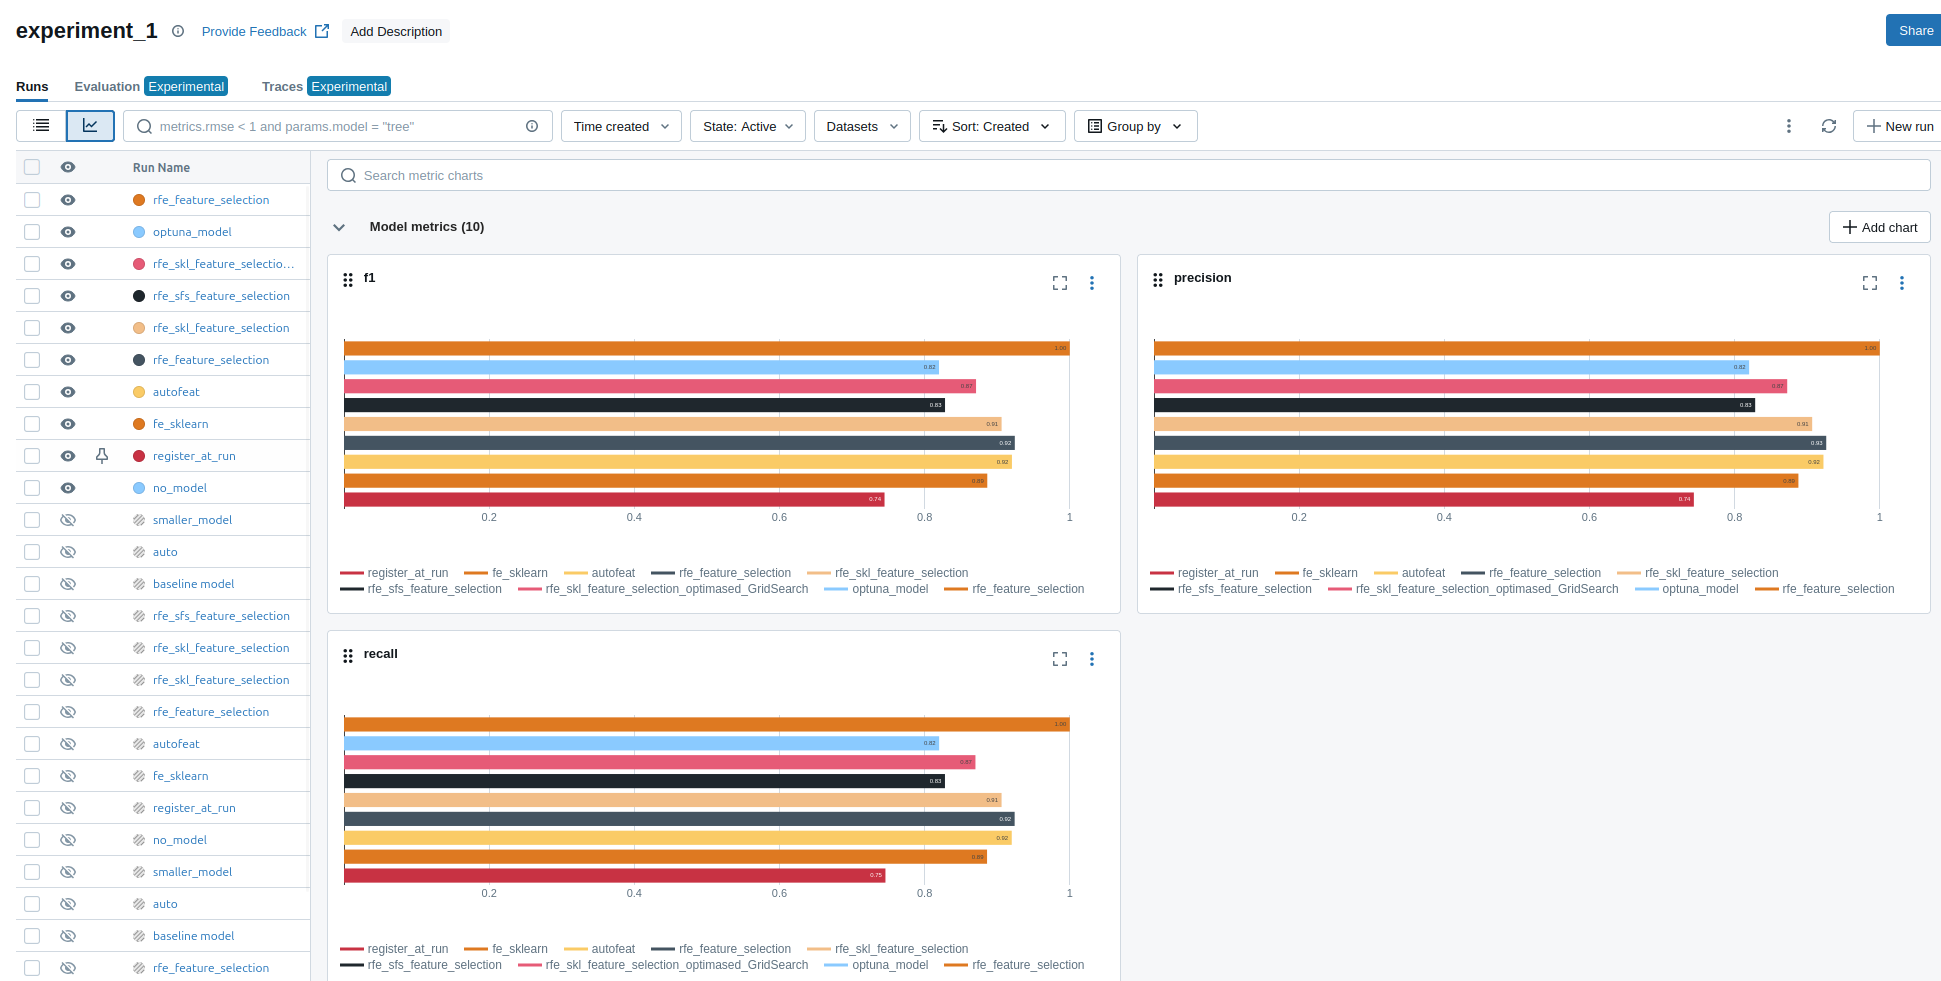 experiment_1 Provide Feedback Add Description
Share
Runs Evaluation Experimental Traces Experimental
metrics.rmse < 1 and params.model = "tree" Time created State: Active Datasets Sort: Created Group by New run
Run Name
rfe_feature_selection
optuna_model
rfe_skl_feature_selectio...
rfe_sfs_feature_selection
rfe_skl_feature_selection
rfe_feature_selection
autofeat
fe_sklearn
register_at_run
no_model
smaller_model
auto
baseline model
rfe_sfs_feature_selection
rfe_skl_feature_selection
rfe_skl_feature_selection
rfe_feature_selection
autofeat
fe_sklearn
register_at_run
no_model
smaller_model
auto
baseline model
rfe_feature_selection
Search metric charts
Model metrics (10)
Add chart
f1
1.00
0.82
0.87
0.83
0.91
0.92
0.92
0.89
0.74
0.2 0.4 0.6 0.8 1
register_at_run fe_sklearn autofeat rfe_feature_selection rfe_skl_feature_selection
rfe_sfs_feature_selection rfe_skl_feature_selection_optimased_GridSearch optuna_model rfe_feature_selection
precision
1.00
0.82
0.87
0.83
0.91
0.93
0.92
0.89
0.74
0.2 0.4 0.6 0.8 1
register_at_run fe_sklearn autofeat rfe_feature_selection rfe_skl_feature_selection
rfe_sfs_feature_selection rfe_skl_feature_selection_optimased_GridSearch optuna_model rfe_feature_selection
recall
1.00
0.82
0.87
0.83
0.91
0.92
0.92
0.89
0.75
0.2 0.4 0.6 0.8 1
register_at_run fe_sklearn autofeat rfe_feature_selection rfe_skl_feature_selection
rfe_sfs_feature_selection rfe_skl_feature_selection_optimased_GridSearch optuna_model rfe_feature_selection